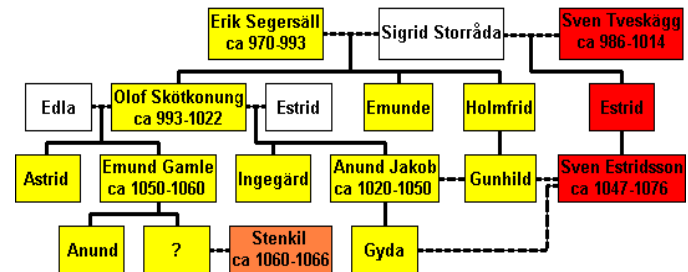 Erik Segersäll
ca 970-993
Sigrid Storråda
Sven Tveskägg
ca 986-1014
Edla
Olof Skötkonung
ca 993-1022
Estrid
Emunde
Holmfrid
Estrid
Astrid
Emund Gamle
ca 1050-1060
Ingegärd
Anund Jakob
ca 1020-1050
Gunhild
Sven Estridsson
ca 1047-1076
Anund
?
Stenkil
ca 1060-1066
Gyda